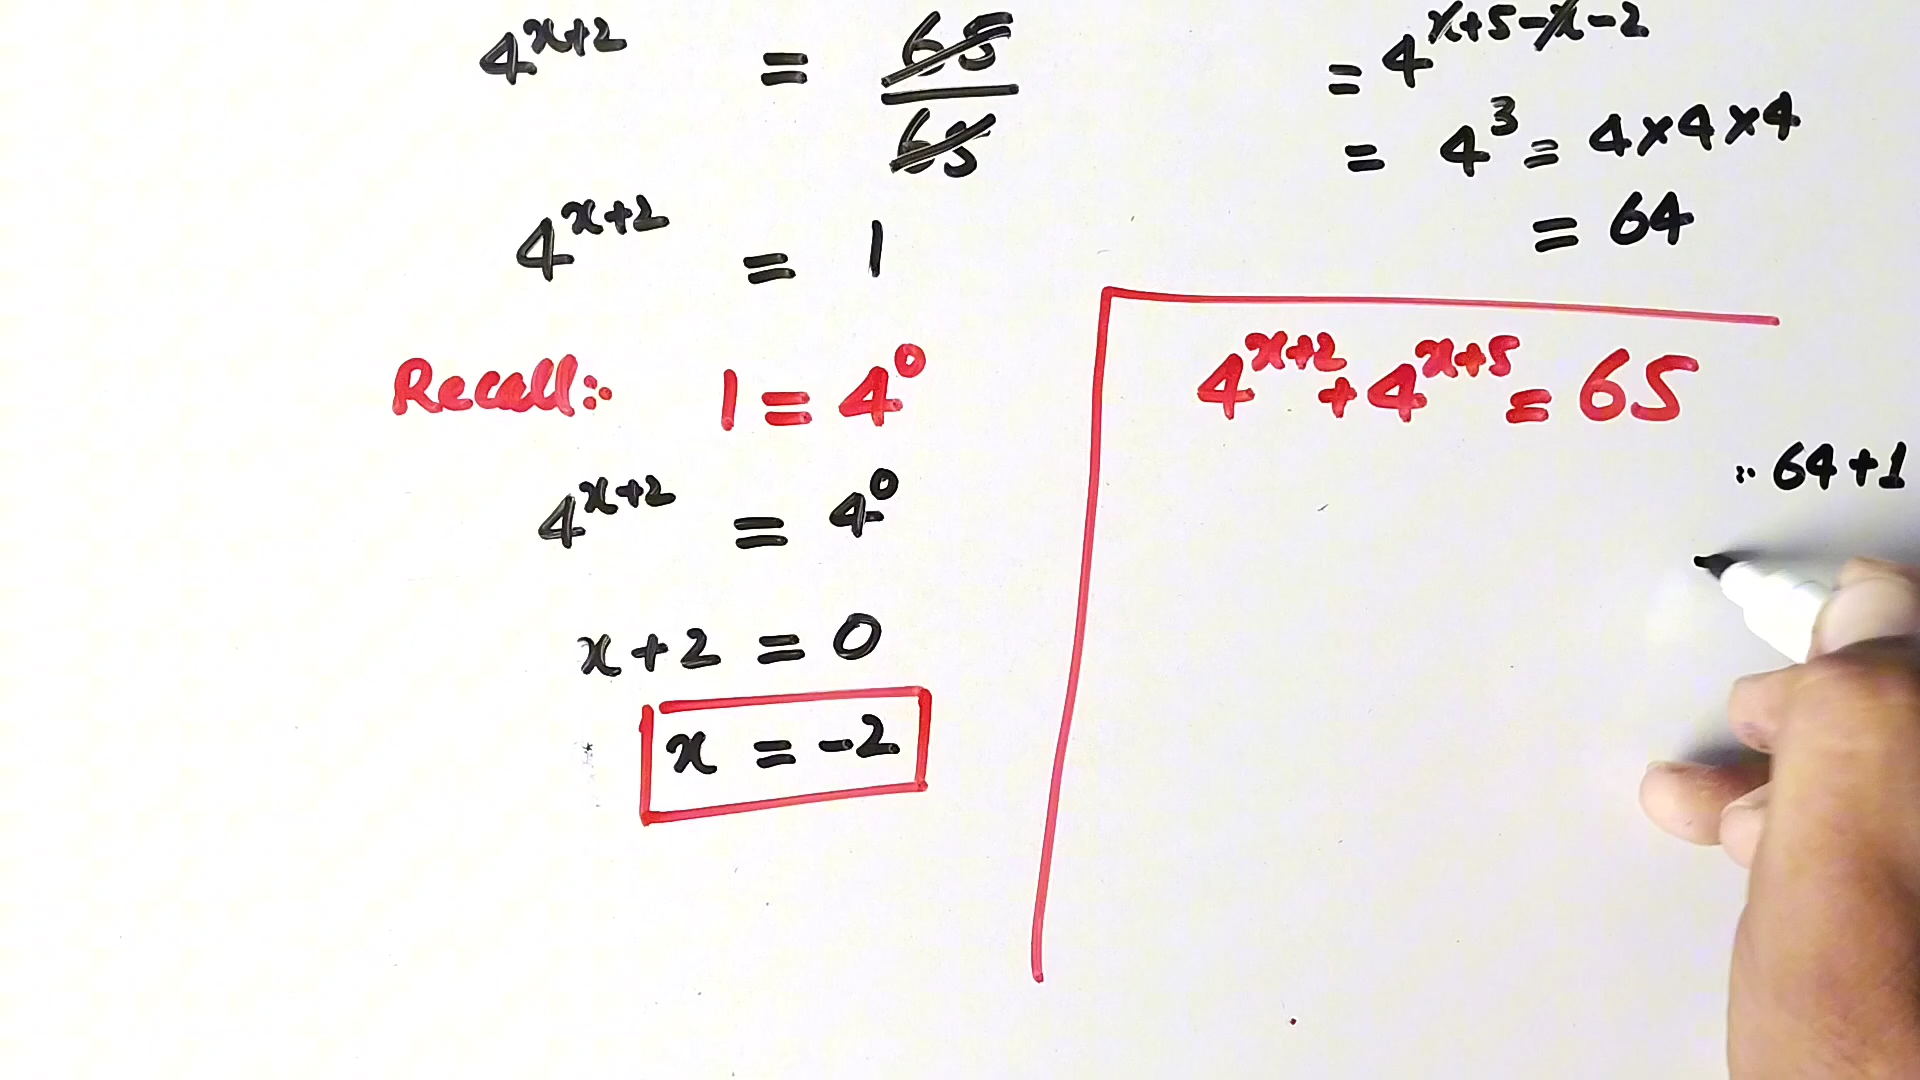 4^{x+2} = 65/65
4^{x+2} = 1
Recall:- 1 = 4^0
4^{x+2} = 4^0
x+2 = 0
x = -2
= 4^{x+5-x-2}
= 4^3 = 4×4×4
= 64
4^{x+2} + 4^{x+5} = 65
:: 64+1